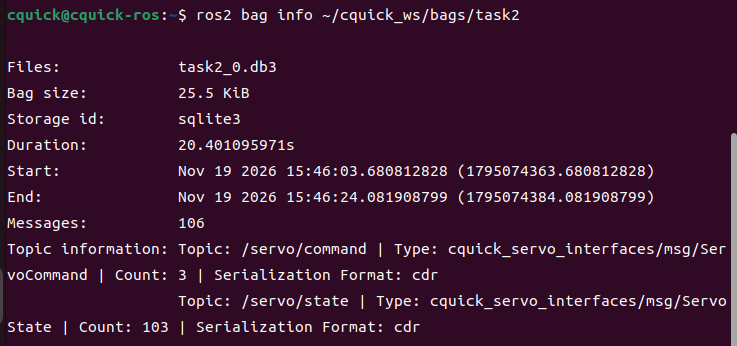 cquick@cquick-ros:~$ ros2 bag info ~/cquick_ws/bags/task2
Files:             task2_0.db3
Bag size:          25.5 KiB
Storage id:        sqlite3
Duration:          20.401095971s
Start:             Nov 19 2026 15:46:03.680812828 (1795074363.680812828)
End:               Nov 19 2026 15:46:24.081908799 (1795074384.081908799)
Messages:          106
Topic information: Topic: /servo/command | Type: cquick_servo_interfaces/msg/Ser
voCommand | Count: 3 | Serialization Format: cdr
                   Topic: /servo/state | Type: cquick_servo_interfaces/msg/Servo
State | Count: 103 | Serialization Format: cdr